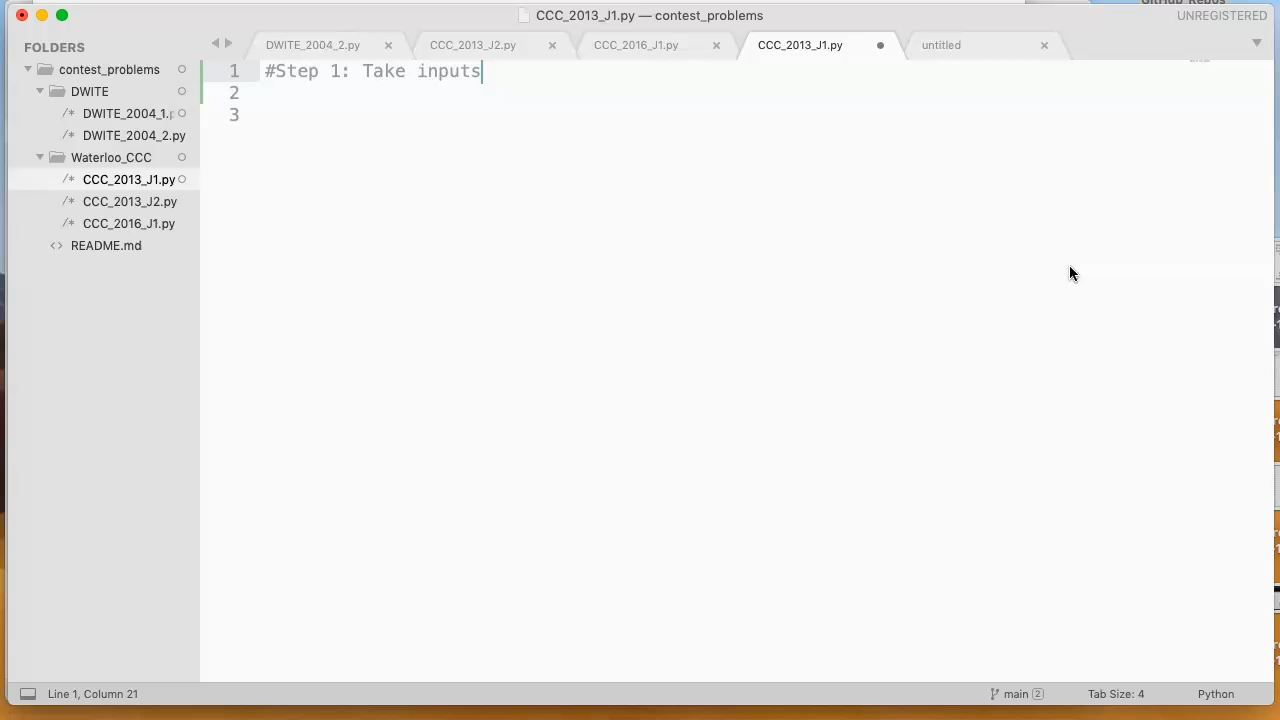 GitHub_Repos
CCC_2013_J1.py — contest_problems
UNREGISTERED
FOLDERS
DWITE_2004_2.py
CCC_2013_J2.py
CCC_2016_J1.py
CCC_2013_J1.py
untitled
contest_problems
DWITE
/* DWITE_2004_1.p
/* DWITE_2004_2.py
Waterloo_CCC
/* CCC_2013_J1.py
/* CCC_2013_J2.py
/* CCC_2016_J1.py
<> README.md
1 #Step 1: Take inputs
2
3
Line 1, Column 21
main 2
Tab Size: 4
Python